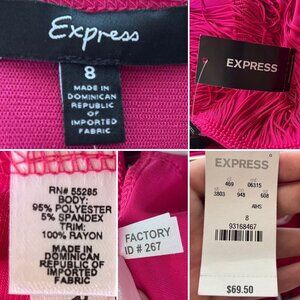 Express
8
MADE IN
DOMINICAN
REPUBLIC
OF
IMPORTED
FABRIC
EXPRESS
RN# 55285
BODY:
95% POLYESTER
5% SPANDEX
TRIM:
100% RAYON
MADE IN
DOMINICAN
REPUBLIC
OF IMPORTED
FACTORY
ID # 267
EXPRESS
469 06315
3803 948 608
8
93168467
$69.50